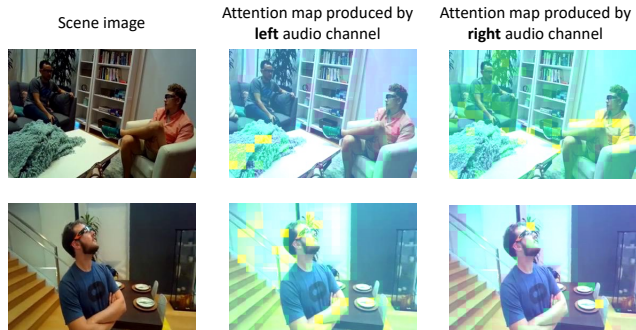 Scene image
Attention map produced by
left audio channel
Attention map produced by
right audio channel